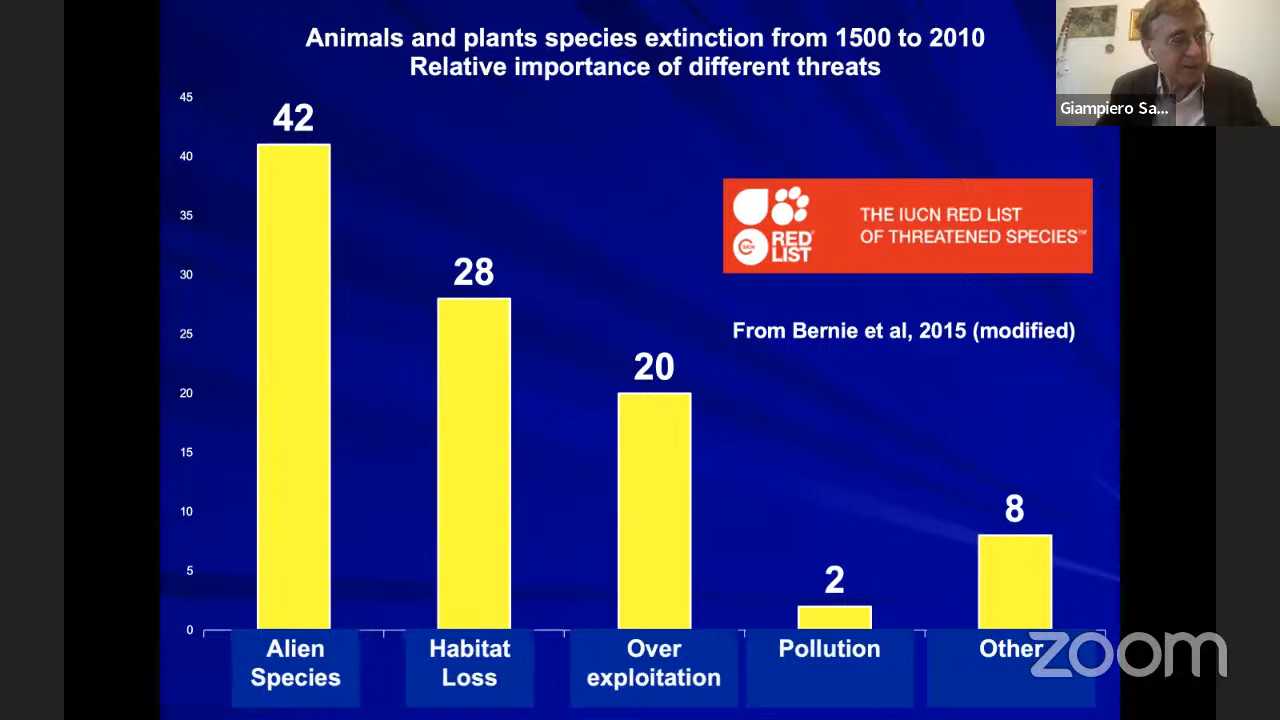 Animals and plants species extinction from 1500 to 2010
Relative importance of different threats
Giampiero Sa...
45
40
35
30
25
20
15
10
5
0
42
28
20
2
8
RED
LIST
IUCN
THE IUCN RED LIST
OF THREATENED SPECIES™
From Bernie et al, 2015 (modified)
Alien
Species
Habitat
Loss
Over
exploitation
Pollution
Other
zoom